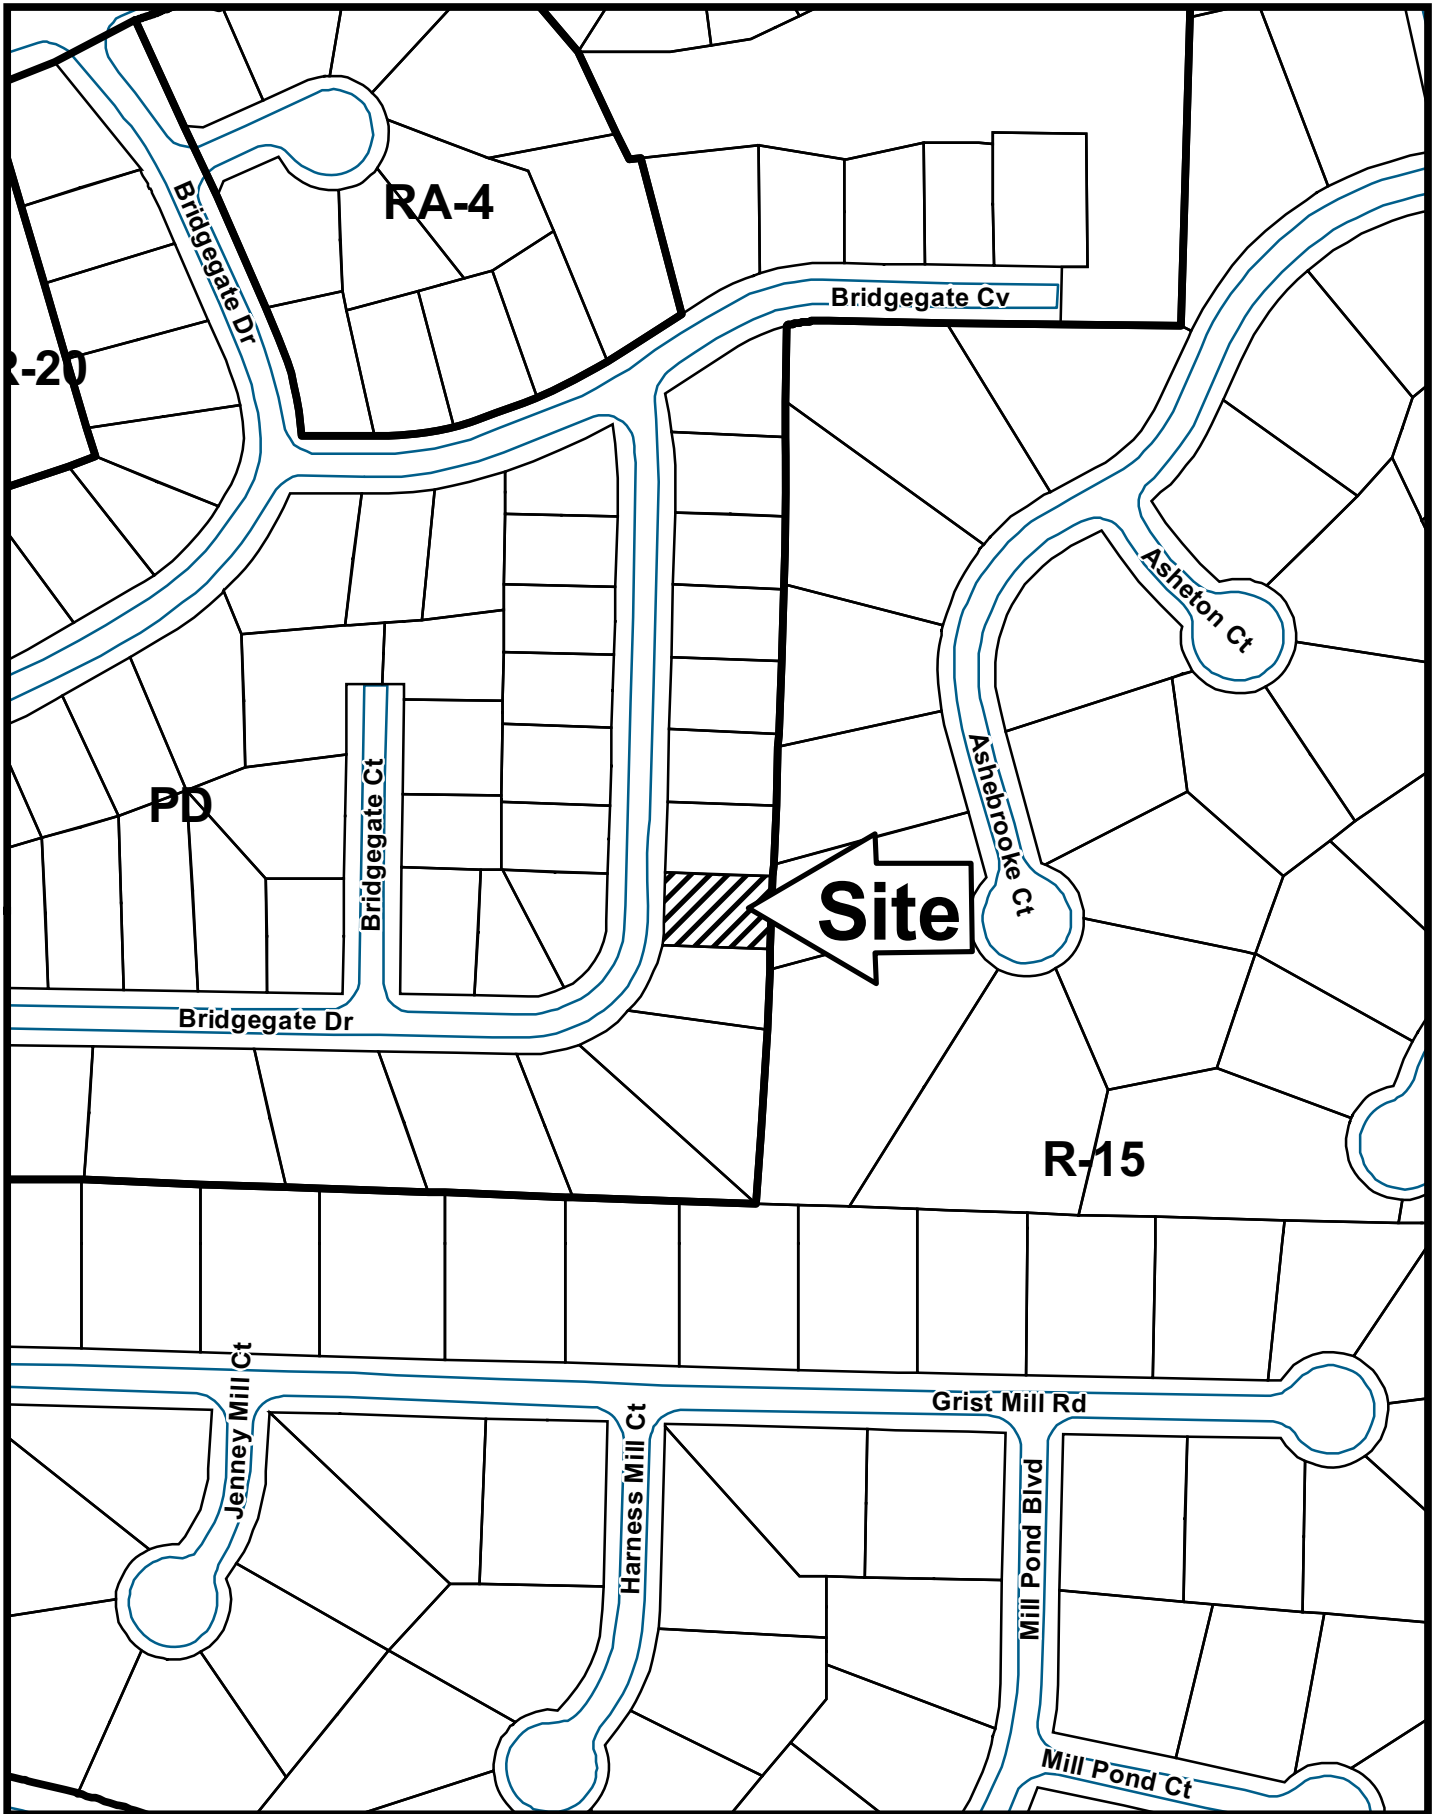 RA-4
Bridgegate Dr
Bridgegate Cv
R-20
Asheton Ct
PD
Bridgegate Ct
Ashebrooke Ct
Site
Bridgegate Dr
R-15
Jenney Mill Ct
Grist Mill Rd
Harness Mill Ct
Mill Pond Blvd
Mill Pond Ct